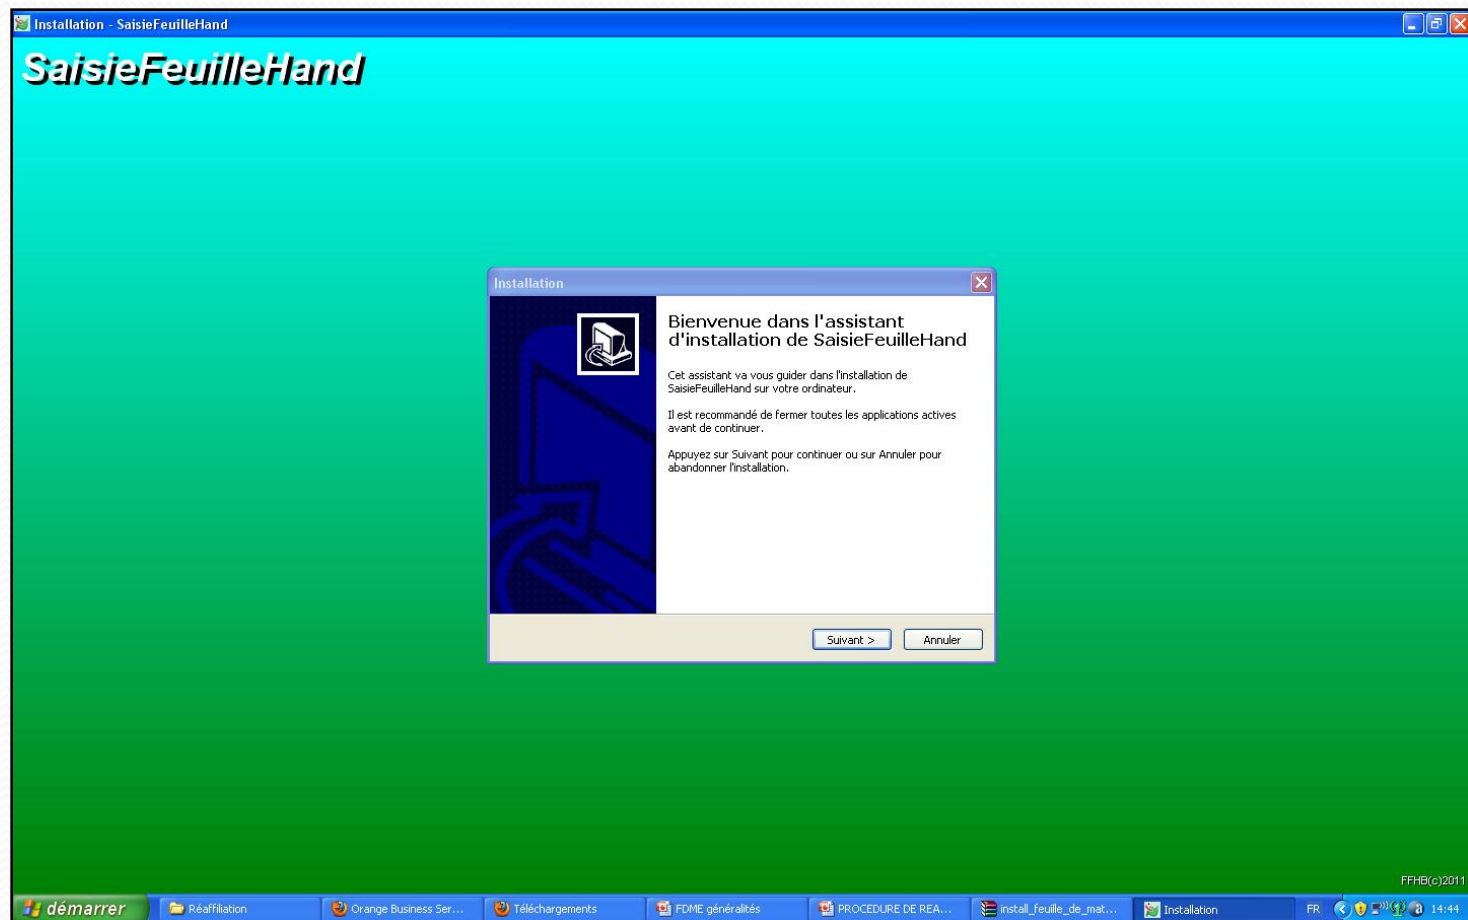 Installation - SaisieFeuilleHand
SaisieFeuilleHand
Installation
Bienvenue dans l'assistant
d'installation de SaisieFeuilleHand
Cet assistant va vous guider dans l'installation de
SaisieFeuilleHand sur votre ordinateur.
Il est recommandé de fermer toutes les applications actives
avant de continuer.
Appuyez sur Suivant pour continuer ou sur Annuler pour
abandonner l'installation.
Suivant > Annuler
FFHB(c)2011
démarrer Réaffiliation Orange Business Ser... Téléchargements FDME généralités PROCEDURE DE REA... install_feuille_de_mat... Installation FR 14:44